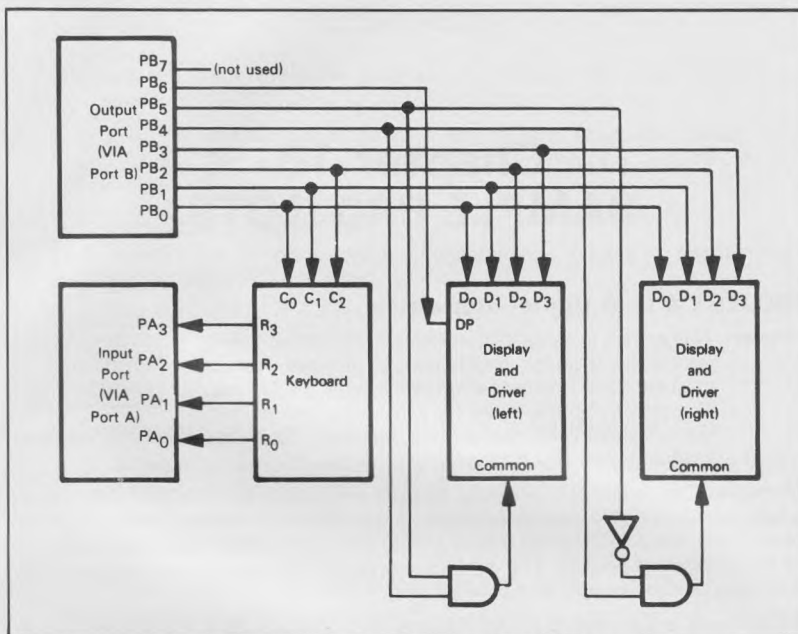 PB7 (not used)
PB6
Output PB5
Port PB4
(VIA PB3
Port B) PB2
PB1
PB0
C0 C1 C2
D0 D1 D2 D3
D0 D1 D2 D3
PA3 R3
DP
Input PA2 R2
Port
Keyboard
Display
Display
(VIA PA1 R1
and
and
Port A)
Driver
Driver
PA0 R0
(left)
(right)
Common
Common